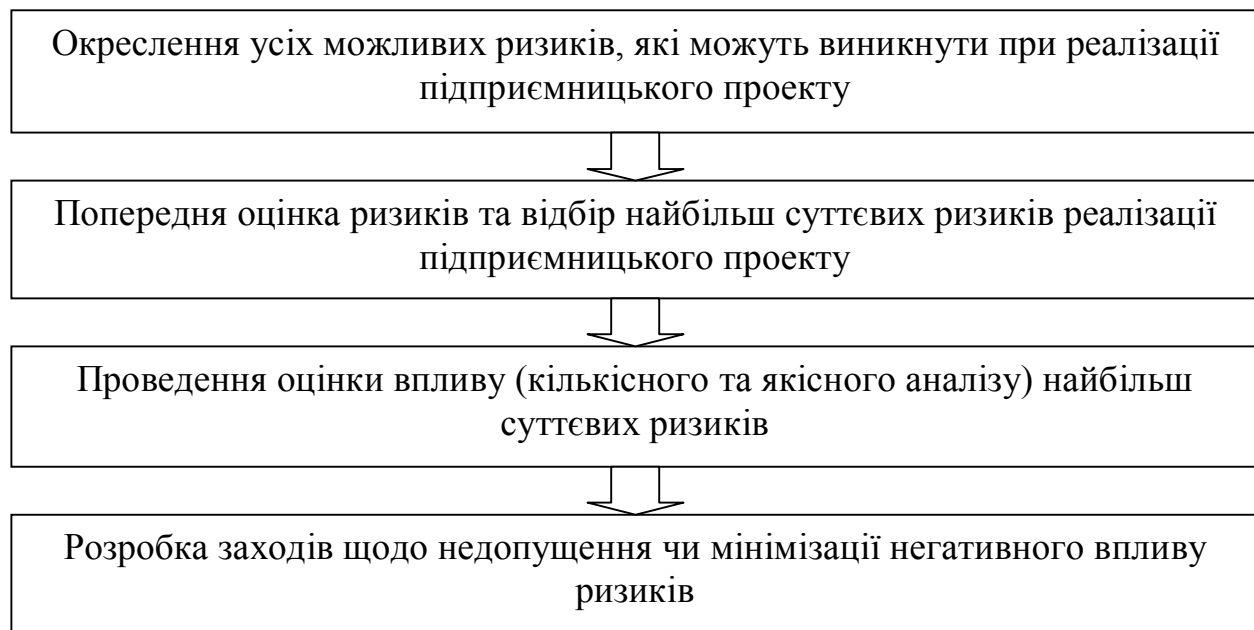 Окреслення усіх можливих ризиків, які можуть виникнути при реалізації
підприємницького проекту
Попередня оцінка ризиків та відбір найбільш суттєвих ризиків реалізації
підприємницького проекту
Проведення оцінки впливу (кількісного та якісного аналізу) найбільш
суттєвих ризиків
Розробка заходів щодо недопущення чи мінімізації негативного впливу
ризиків